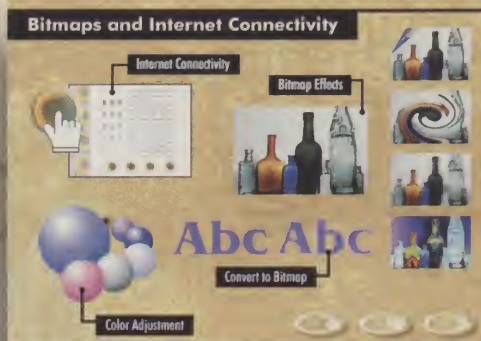 Bitmaps and Internet Connectivity
Internet Connectivity
Bitmap Effects
Abc Abc
Convert to Bitmap
Color Adjustment